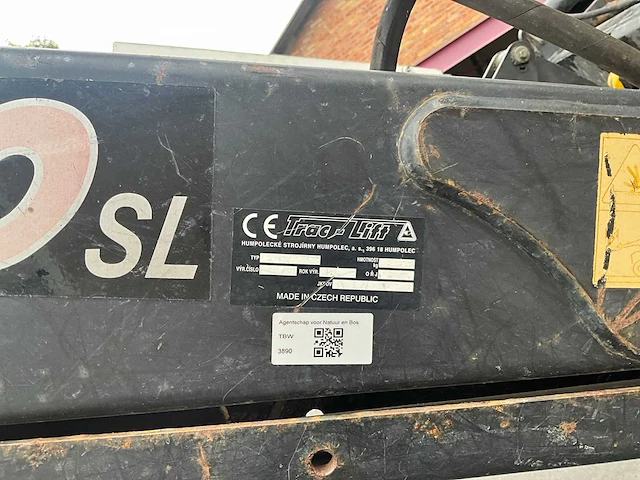 SL
CE Trac-Lift
HUMPOLECKÉ STROJÍRNY HUMPOLEC, a. s., 396 18 HUMPOLEC
TYP HMOTNOST kg
VÝR.ČÍSLO ROK VÝR.
MADE IN CZECH REPUBLIC
Agentschap voor Natuur en Bos
TBW
3890